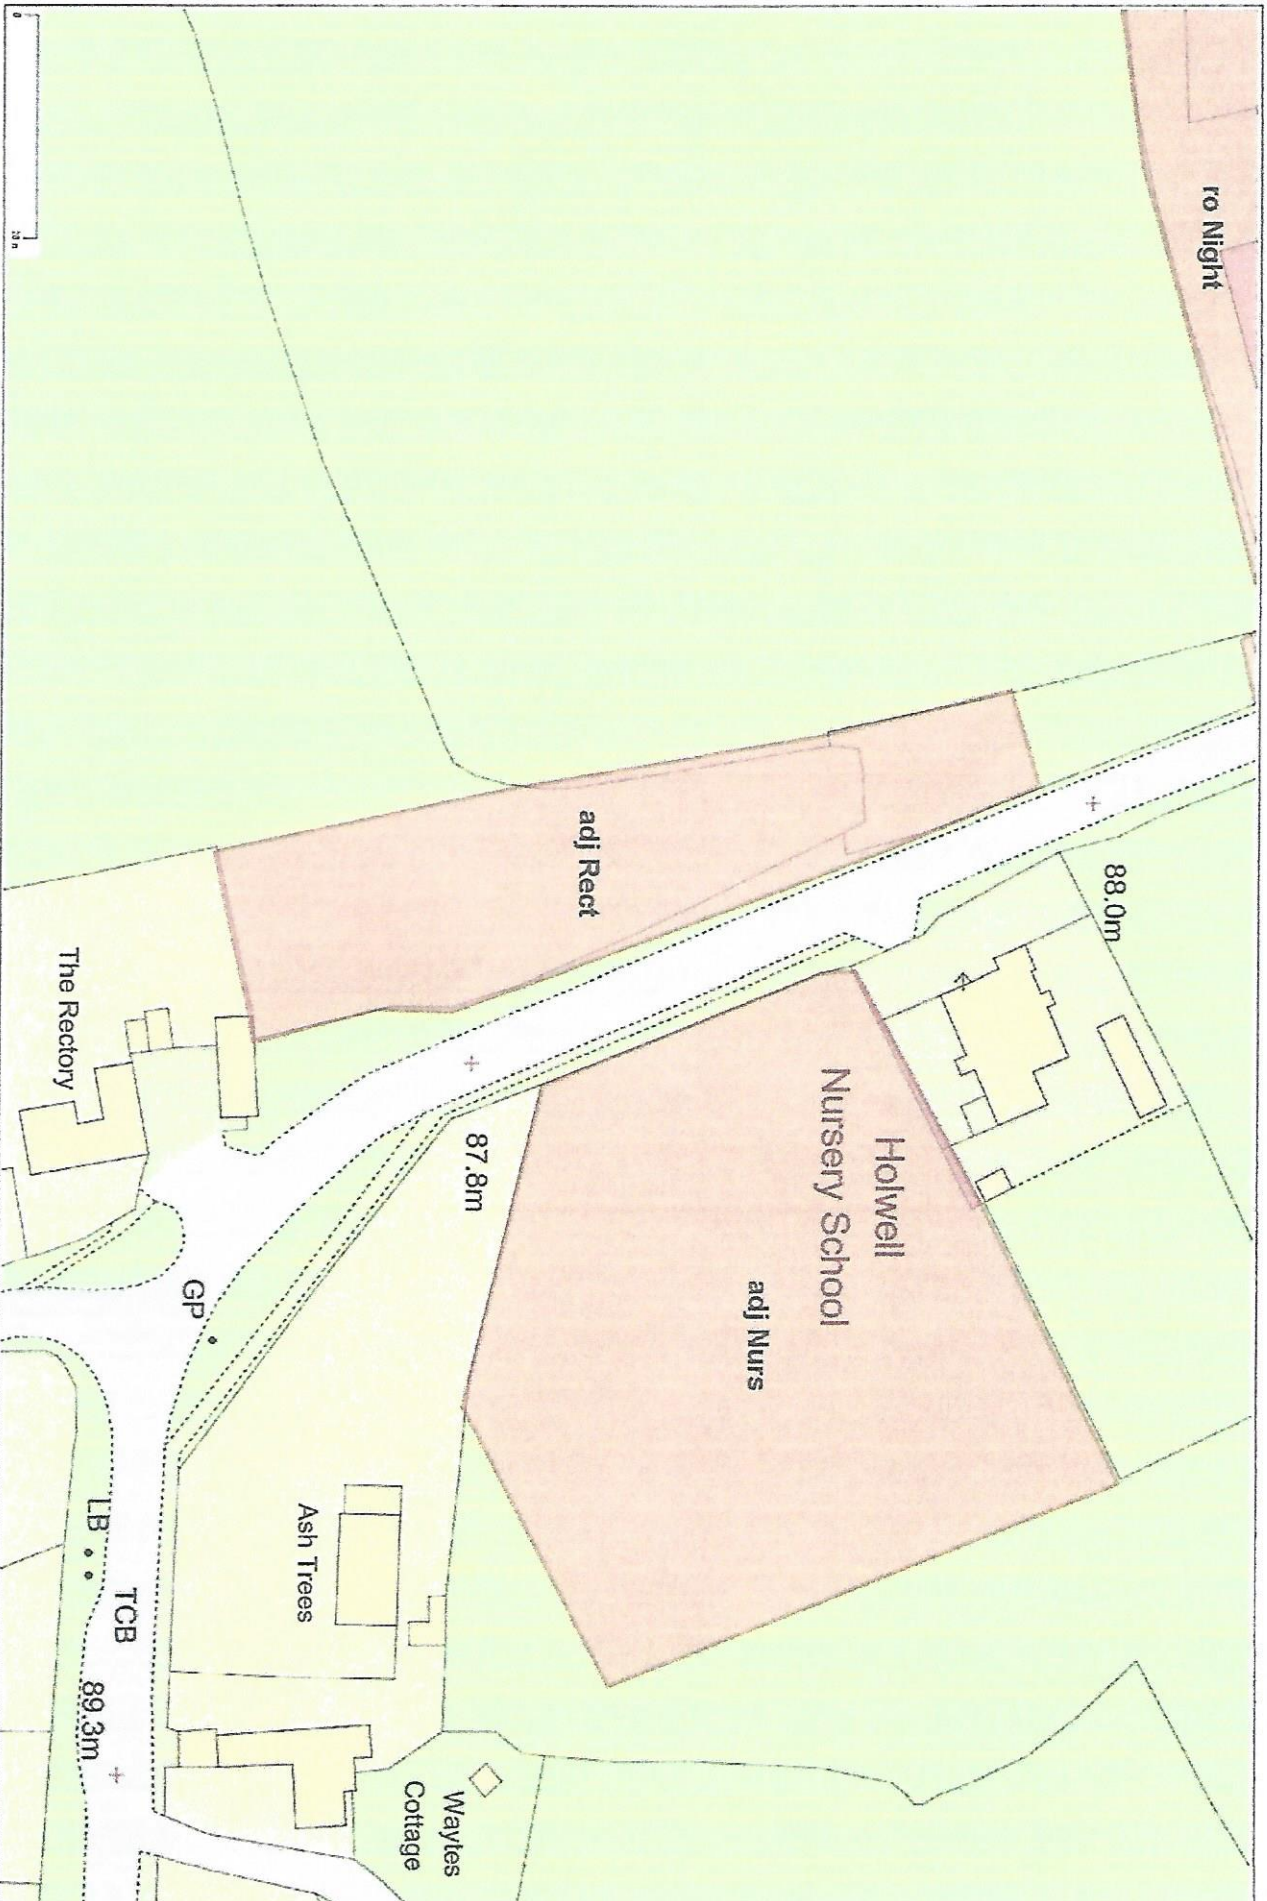 ro Night
88.0m
Holwell
Nursery School
adj Nurs
adj Rect
87.8m
Waytes
Cottage
Ash Trees
GP
TCB
LB
89.3m
The Rectory
0